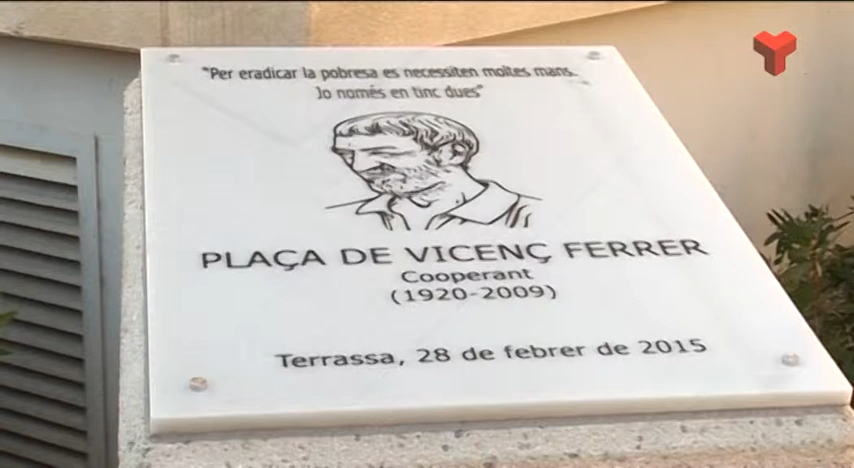 "Per eradicar la pobresa es necessiten moltes mans.
Jo només en tinc dues"
PLAÇA DE VICENÇ FERRER
Cooperant
(1920-2009)
Terrassa, 28 de febrer de 2015